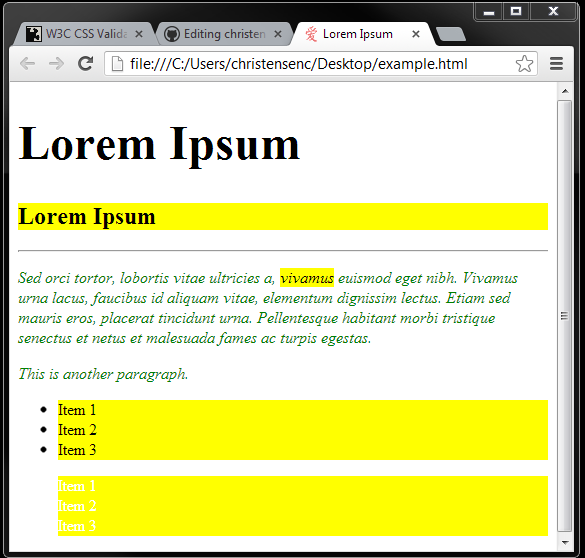 W3C CSS Valida
Editing christen
Lorem Ipsum
file:///C:/Users/christensenc/Desktop/example.html
Lorem Ipsum
Lorem Ipsum
Sed orci tortor, lobortis vitae ultricies a, vivamus euismod eget nibh. Vivamus
urna lacus, faucibus id aliquam vitae, elementum dignissim lectus. Etiam sed
mauris eros, placerat tincidunt urna. Pellentesque habitant morbi tristique
senectus et netus et malesuada fames ac turpis egestas.
This is another paragraph.
Item 1
Item 2
Item 3
Item 1
Item 2
Item 3